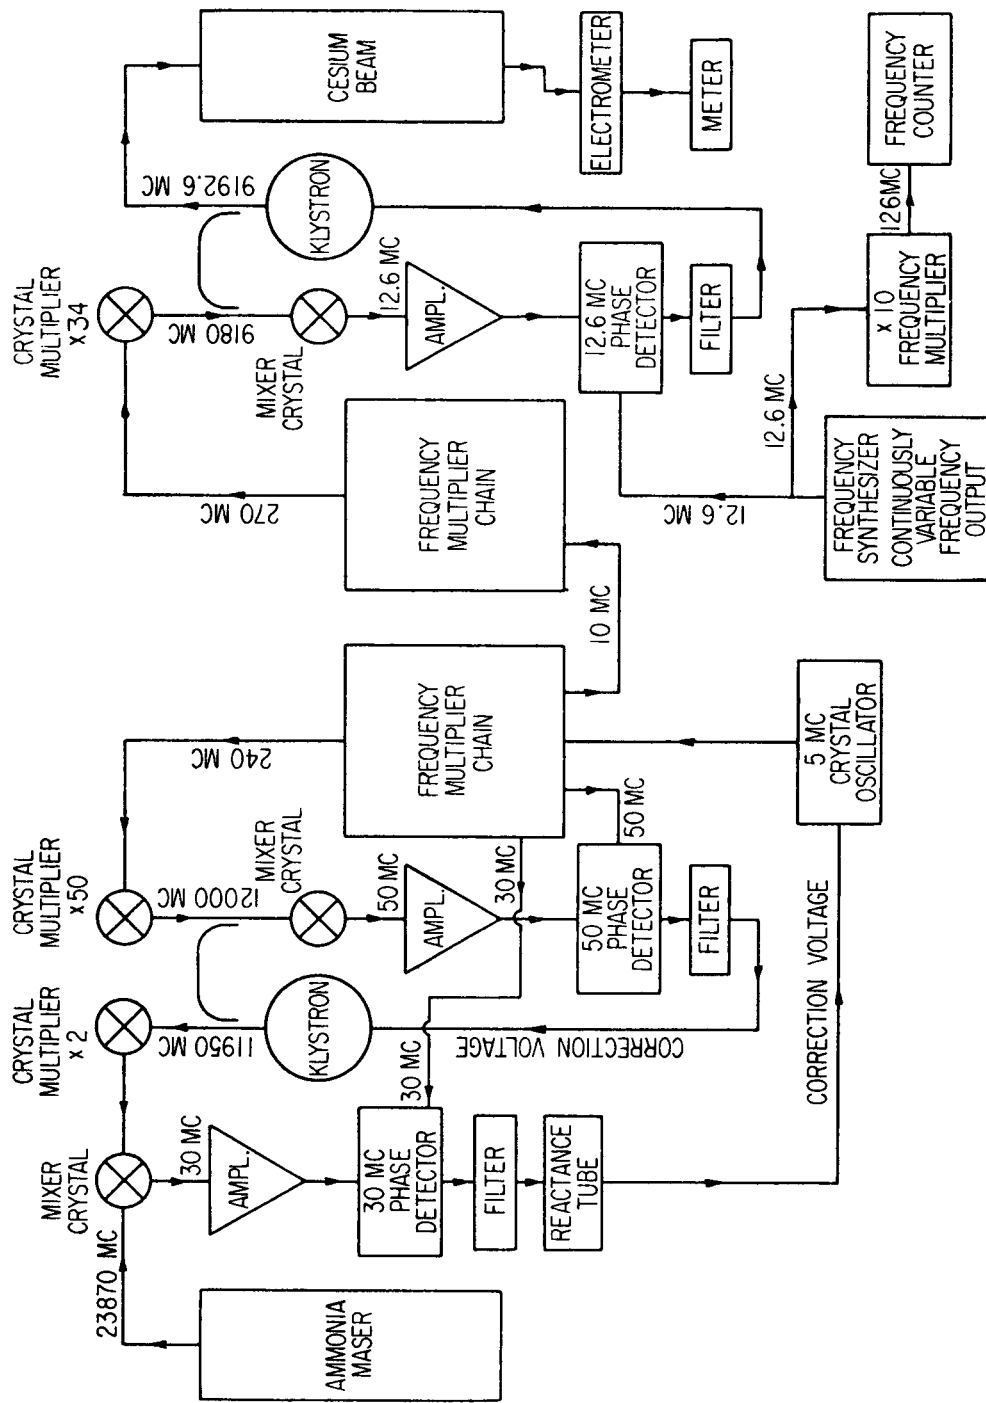 AMMONIA
MASER
23870 MC
MIXER
CRYSTAL
30 MC
AMPL.
30 MC
PHASE
DETECTOR
30 MC
FILTER
REACTANCE
TUBE
CORRECTION VOLTAGE
CRYSTAL
MULTIPLIER
x 2
11950 MC
KLYSTRON
CORRECTION VOLTAGE
CRYSTAL
MULTIPLIER
x50
12000 MC
MIXER
CRYSTAL
50 MC
AMPL.
30 MC
50 MC
PHASE
DETECTOR
50 MC
FILTER
240 MC
FREQUENCY
MULTIPLIER
CHAIN
5 MC
CRYSTAL
OSCILLATOR
10 MC
FREQUENCY
MULTIPLIER
CHAIN
270 MC
CRYSTAL
MULTIPLIER
x34
9180 MC
MIXER
CRYSTAL
12.6 MC
AMPL.
12.6 MC
PHASE
DETECTOR
FILTER
KLYSTRON
9192.6 MC
CESIUM
BEAM
ELECTROMETER
METER
12.6 MC
12.6 MC
FREQUENCY
SYNTHESIZER
CONTINUOUSLY
VARIABLE
FREQUENCY
OUTPUT
x 10
FREQUENCY
MULTIPLIER
126MC
FREQUENCY
COUNTER